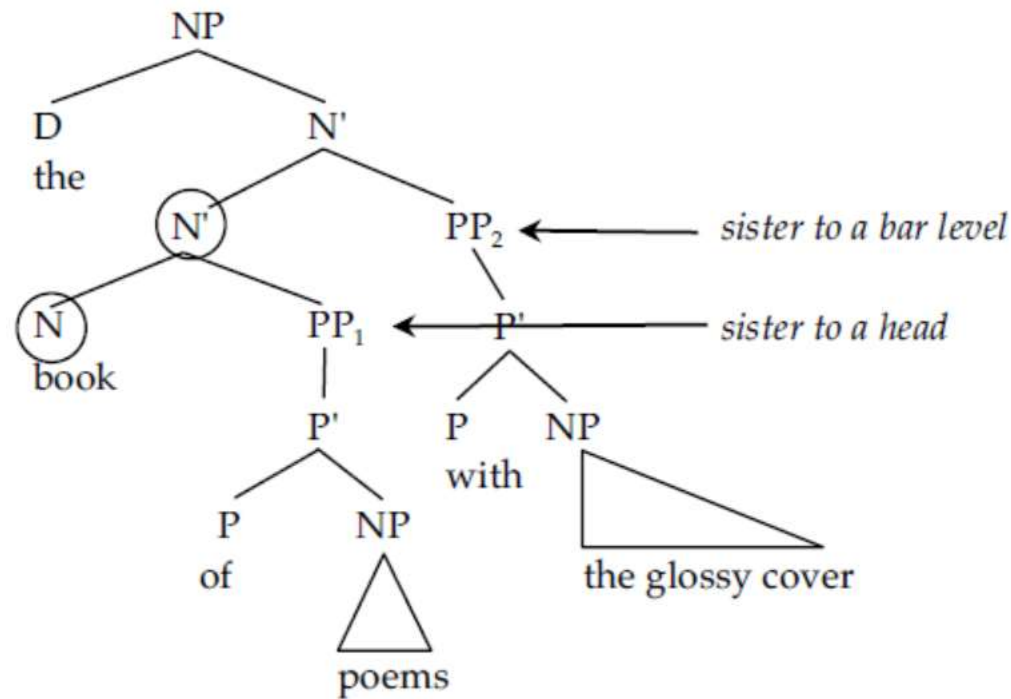 NP
D N'
the
N' PP₂ sister to a bar level
N PP₁ P' sister to a head
book
P' P NP
with
P NP
of the glossy cover
poems